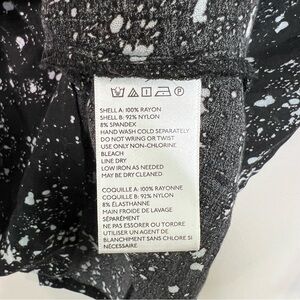 SHELL A: 100% RAYON
SHELL B: 92% NYLON
8% SPANDEX
HAND WASH COLD SEPARATELY
DO NOT WRING OR TWIST
USE ONLY NON-CHLORINE
BLEACH
LINE DRY
LOW IRON AS NEEDED
MAY BE DRY CLEANED
COQUILLE A: 100% RAYONNE
COQUILLE B: 92% NYLON
8% ÉLASTHANNE
MAIN FROIDE DE LAVAGE
SÉPARÉMENT
NE PAS ESSORER OU TORDRE
UTILISER UN AGENT DE
BLANCHIMENT SANS CHLORE SI
NÉCESSAIRE